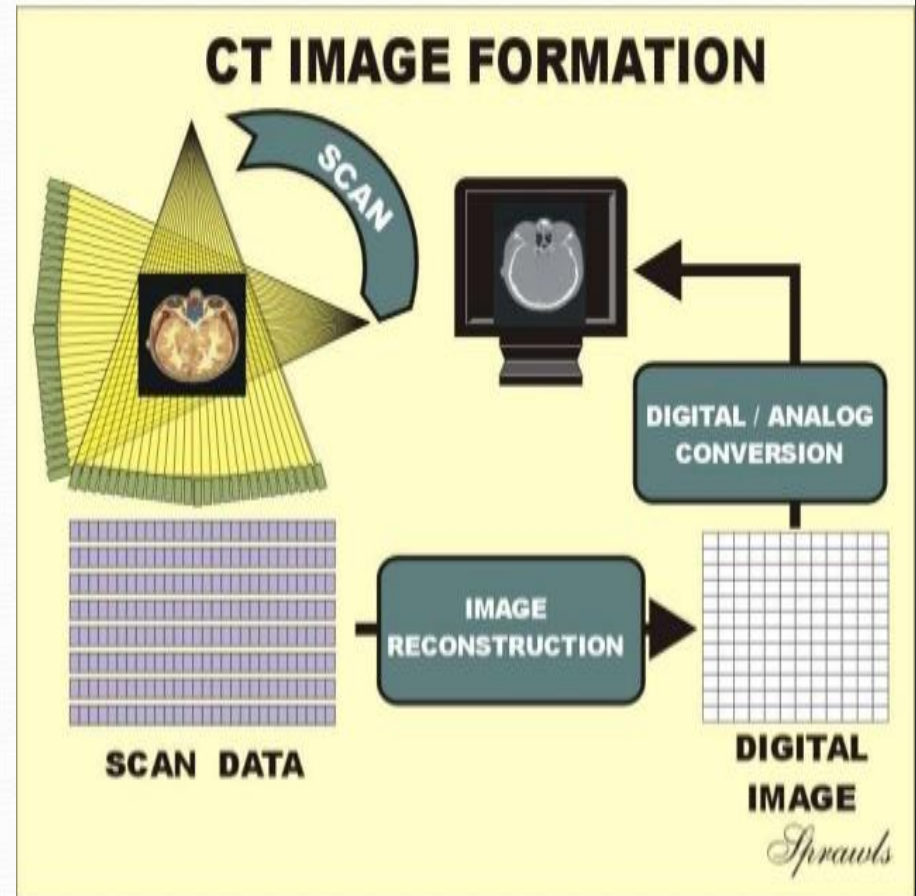 CT IMAGE FORMATION
SCAN
DIGITAL / ANALOG
CONVERSION
IMAGE
RECONSTRUCTION
SCAN DATA
DIGITAL
IMAGE
Sprawls